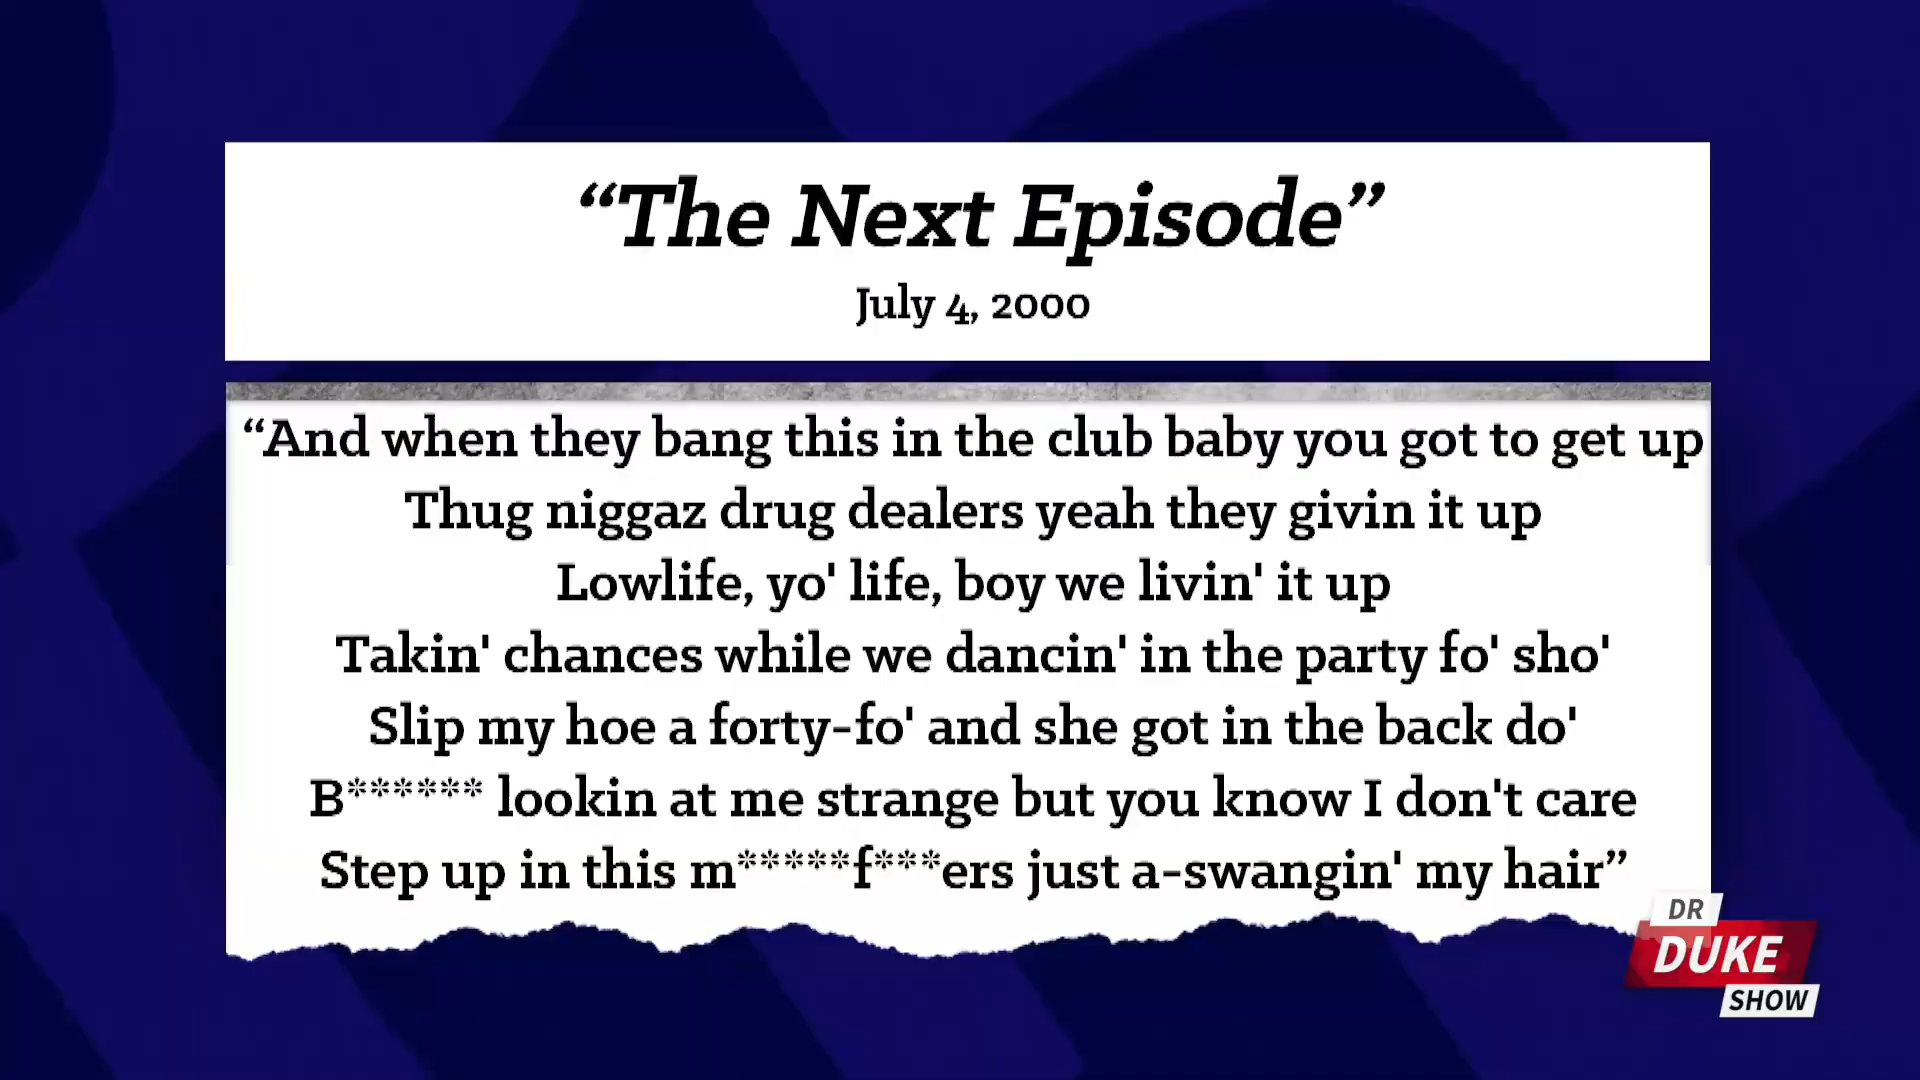 “The Next Episode”
July 4, 2000
“And when they bang this in the club baby you got to get up
Thug niggaz drug dealers yeah they givin it up
Lowlife, yo' life, boy we livin' it up
Takin' chances while we dancin' in the party fo' sho'
Slip my hoe a forty-fo' and she got in the back do'
B****** lookin at me strange but you know I don't care
Step up in this m*****f***ers just a-swangin' my hair”
DR
DUKE
SHOW